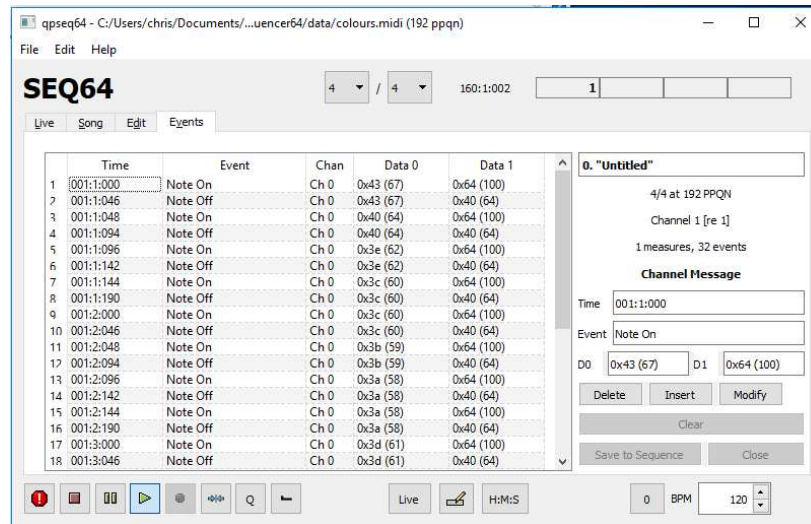 qpseq64 - C:/Users/chris/Documents/...uencer64/data/colours.midi (192 ppqn)
File Edit Help
SEQ64 4 / 4 160:1:002 1
Live Song Edit Events
Time Event Chan Data 0 Data 1
1 001:1:000 Note On Ch 0 0x43 (67) 0x64 (100)
2 001:1:046 Note Off Ch 0 0x43 (67) 0x40 (64)
3 001:1:048 Note On Ch 0 0x40 (64) 0x64 (100)
4 001:1:094 Note Off Ch 0 0x40 (64) 0x40 (64)
5 001:1:096 Note On Ch 0 0x3e (62) 0x64 (100)
6 001:1:142 Note Off Ch 0 0x3e (62) 0x40 (64)
7 001:1:144 Note On Ch 0 0x3c (60) 0x64 (100)
8 001:1:190 Note Off Ch 0 0x3c (60) 0x40 (64)
9 001:2:000 Note On Ch 0 0x3c (60) 0x64 (100)
10 001:2:046 Note Off Ch 0 0x3c (60) 0x40 (64)
11 001:2:048 Note On Ch 0 0x3b (59) 0x64 (100)
12 001:2:094 Note Off Ch 0 0x3b (59) 0x40 (64)
13 001:2:096 Note On Ch 0 0x3a (58) 0x64 (100)
14 001:2:142 Note Off Ch 0 0x3a (58) 0x40 (64)
15 001:2:144 Note On Ch 0 0x3a (58) 0x64 (100)
16 001:2:190 Note Off Ch 0 0x3a (58) 0x40 (64)
17 001:3:000 Note On Ch 0 0x3d (61) 0x64 (100)
18 001:3:046 Note Off Ch 0 0x3d (61) 0x40 (64)
0. "Untitled"
4/4 at 192 PPQN
Channel 1 [re 1]
1 measures, 32 events
Channel Message
Time 001:1:000
Event Note On
D0 0x43 (67) D1 0x64 (100)
Delete Insert Modify
Clear
Save to Sequence Close
Q Live H:M:S 0 BPM 120